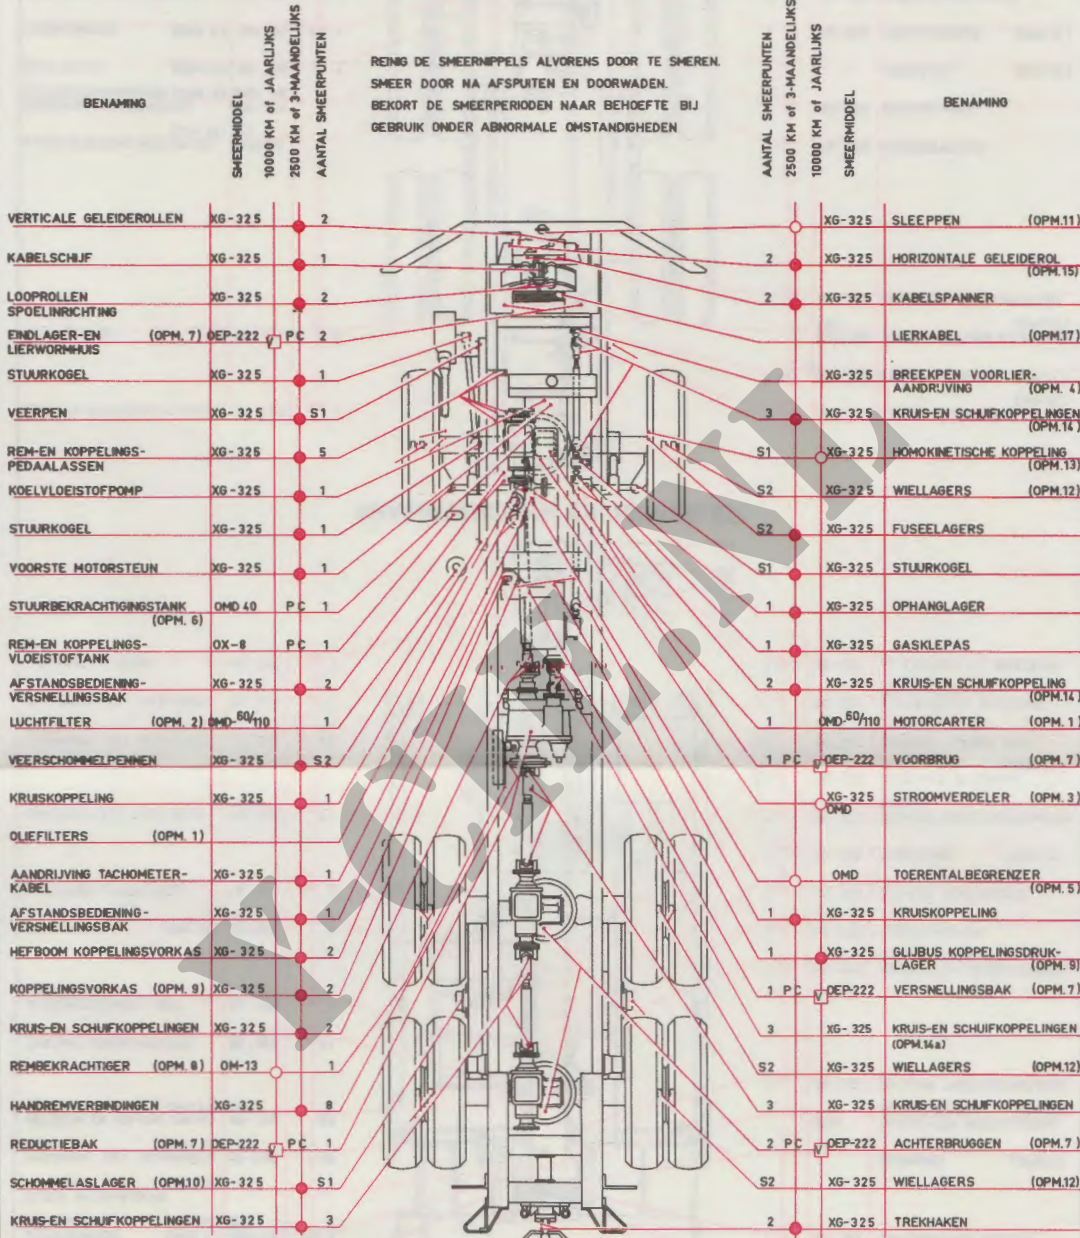 REINIG DE SMEERNIPPELS ALVORENS DOOR TE SMEREN.
SMEER DOOR NA AFSPUITEN EN DOORWADEN.
BEKORT DE SMEERPERIODEN NAAR BEHOEFTE BIJ
GEBRUIK ONDER ABNORMALE OMSTANDIGHEDEN
BENAMING
SMEERMIDDEL
10000 KM of JAARLIJKS
2500 KM of 3-MAANDELIJKS
AANTAL SMEERPUNTEN
VERTICALE GELEIDEROLLEN XG-325 2
KABELSCHIJF XG-325 1
LOOPROLLEN XG-325 2
SPOELINRICHTING
EINDLAGER-EN (OPM. 7) OEP-222 V PC 2
LIERWORMHUIS
STUURKOGEL XG-325 1
VEERPEN XG-325 S1
REM-EN KOPPELINGS- XG-325 5
PEDAALASSEN
KOELVLOEISTOFPOMP XG-325 1
STUURKOGEL XG-325 1
VOORSTE MOTORSTEUN XG-325 1
STUURBEKRACHTIGINGSTANK OMD 40 PC 1
(OPM. 6)
REM-EN KOPPELINGS- OX-8 PC 1
VLOEISTOFTANK
AFSTANDSBEDIENING- XG-325 2
VERSNELLINGSBAK
LUCHTFILTER (OPM. 2) OMD-60/110 1
VEERSCHOMMELPENNEN XG-325 S2
KRUISKOPPELING XG-325 1
OLIEFILTERS (OPM. 1)
AANDRIJVING TACHOMETER- XG-325 1
KABEL
AFSTANDSBEDIENING- XG-325 1
VERSNELLINGSBAK
HEFBOOM KOPPELINGSVORKAS XG-325 2
KOPPELINGSVORKAS (OPM. 9) XG-325 2
KRUIS-EN SCHUIFKOPPELINGEN XG-325 2
REMBEKRACHTIGER (OPM. 8) OM-13 1
HANDREMVERBINDINGEN XG-325 8
REDUCTIEBAK (OPM. 7) OEP-222 V PC 1
SCHOMMELASLAGER (OPM.10) XG-325 S1
KRUIS-EN SCHUIFKOPPELINGEN XG-325 3
AANTAL SMEERPUNTEN
2500 KM of 3-MAANDELIJKS
10000 KM of JAARLIJKS
SMEERMIDDEL
BENAMING
XG-325 SLEEPPEN (OPM.11)
2 XG-325 HORIZONTALE GELEIDEROL
(OPM.15)
2 XG-325 KABELSPANNER
LIERKABEL (OPM.17)
XG-325 BREEKPEN VOORLIER-
AANDRIJVING (OPM. 4)
3 XG-325 KRUIS-EN SCHUIFKOPPELINGEN
(OPM.14)
S1 XG-325 HOMOKINETISCHE KOPPELING
(OPM.13)
S2 XG-325 WIELLAGERS (OPM.12)
S2 XG-325 FUSEELAGERS
S1 XG-325 STUURKOGEL
1 XG-325 OPHANGLAGER
1 XG-325 GASKLEPAS
2 XG-325 KRUIS-EN SCHUIFKOPPELING
(OPM.14)
1 OMD-60/110 MOTORCARTER (OPM. 1)
1 PC V OEP-222 VOORBRUG (OPM. 7)
XG-325 STROOMVERDELER (OPM. 3)
OMD
OMD TOERENTALBEGRENZER
(OPM. 5)
1 XG-325 KRUISKOPPELING
1 XG-325 GLIJBUS KOPPELINGSDRUK-
LAGER (OPM. 9)
1 PC V OEP-222 VERSNELLINGSBAK (OPM. 7)
3 XG-325 KRUIS-EN SCHUIFKOPPELINGEN
(OPM.14a)
S2 XG-325 WIELLAGERS (OPM.12)
3 XG-325 KRUIS-EN SCHUIFKOPPELINGEN
2 PC V OEP-222 ACHTERBRUGGEN (OPM. 7)
S2 XG-325 WIELLAGERS (OPM.12)
2 XG-325 TREKHAKEN